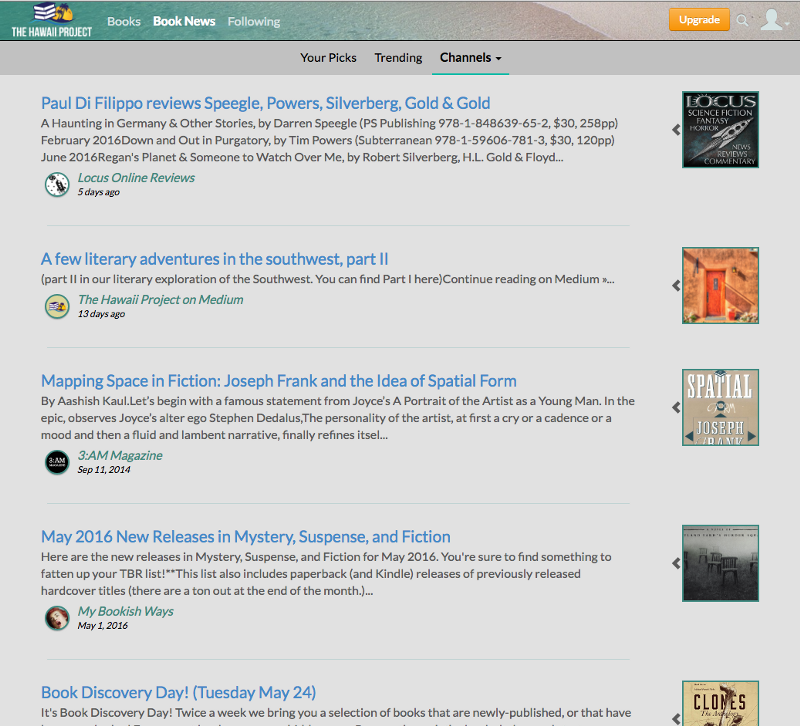 THE HAWAII PROJECT
Books Book News Following
Upgrade
Your Picks Trending Channels
Paul Di Filippo reviews Speegle, Powers, Silverberg, Gold & Gold
A Haunting in Germany & Other Stories, by Darren Speegle (PS Publishing 978-1-848639-65-2, $30, 258pp)
February 2016Down and Out in Purgatory, by Tim Powers (Subterranean 978-1-59606-781-3, $30, 120pp)
June 2016Regan's Planet & Someone to Watch Over Me, by Robert Silverberg, H.L. Gold & Floyd...
Locus Online Reviews
5 days ago
LOCUS
SCIENCE FICTION
FANTASY
HORROR
NEWS
REVIEWS
COMMENTARY
A few literary adventures in the southwest, part II
(part II in our literary exploration of the Southwest. You can find Part I here)Continue reading on Medium »...
The Hawaii Project on Medium
13 days ago
Mapping Space in Fiction: Joseph Frank and the Idea of Spatial Form
By Aashish Kaul.Let's begin with a famous statement from Joyce's A Portrait of the Artist as a Young Man. In the
epic, observes Joyce's alter ego Stephen Dedalus,The personality of the artist, at first a cry or a cadence or a
mood and then a fluid and lambent narrative, finally refines itsel...
3:AM
MAGAZINE
3:AM Magazine
Sep 11, 2014
SPATIAL
JOSEPH
FRANK
May 2016 New Releases in Mystery, Suspense, and Fiction
Here are the new releases in Mystery, Suspense, and Fiction for May 2016. You're sure to find something to
fatten up your TBR list!**This list also includes paperback (and Kindle) releases of previously released
hardcover titles (there are a ton out at the end of the month.)...
My Bookish Ways
May 1, 2016
Book Discovery Day! (Tuesday May 24)
It's Book Discovery Day! Twice a week we bring you a selection of books that are newly-published, or that have
CLONES
The Anthology